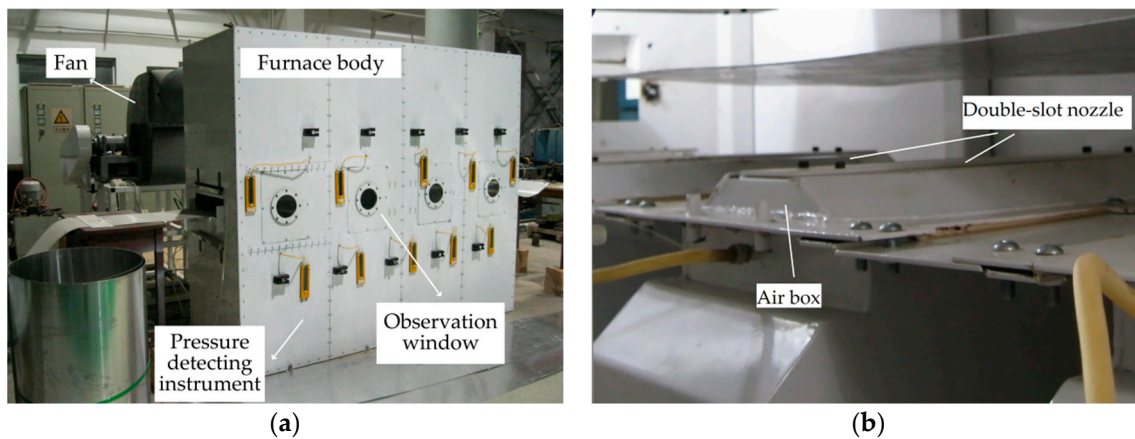 Fan
Furnace body
Observation
window
Pressure
detecting
instrument
(a)
Double-slot nozzle
Air box
(b)